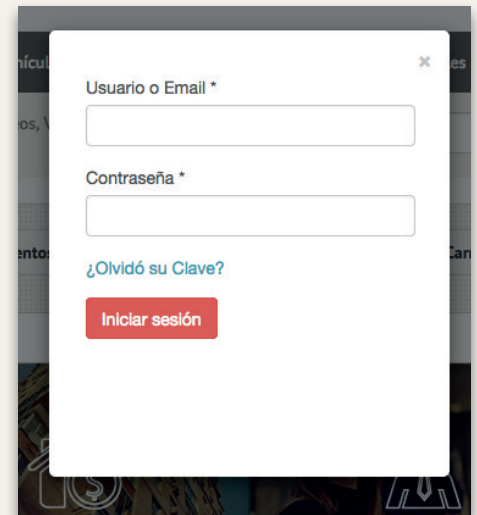 Usuario o Email *
Contraseña *
¿Olvidó su Clave?
Iniciar sesión